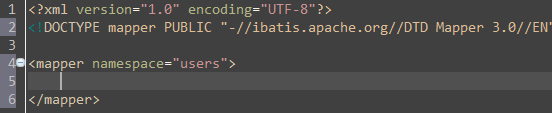 1 <?xml version="1.0" encoding="UTF-8"?>
2 <!DOCTYPE mapper PUBLIC "-//ibatis.apache.org//DTD Mapper 3.0//EN"
3
4 <mapper namespace="users">
5
6 </mapper>